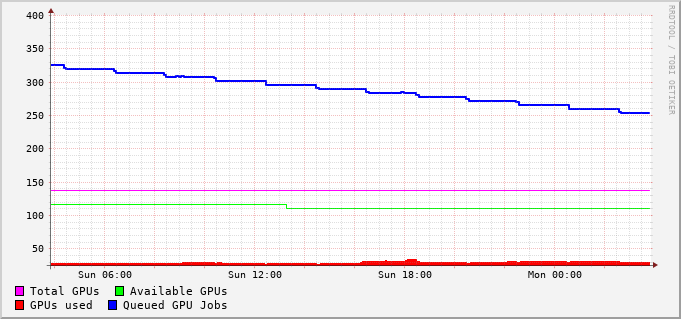 400
350
300
250
200
150
100
50
Sun 06:00 Sun 12:00 Sun 18:00 Mon 00:00
Total GPUs Available GPUs
GPUs used Queued GPU Jobs
RRDTOOL / TOBI OETIKER